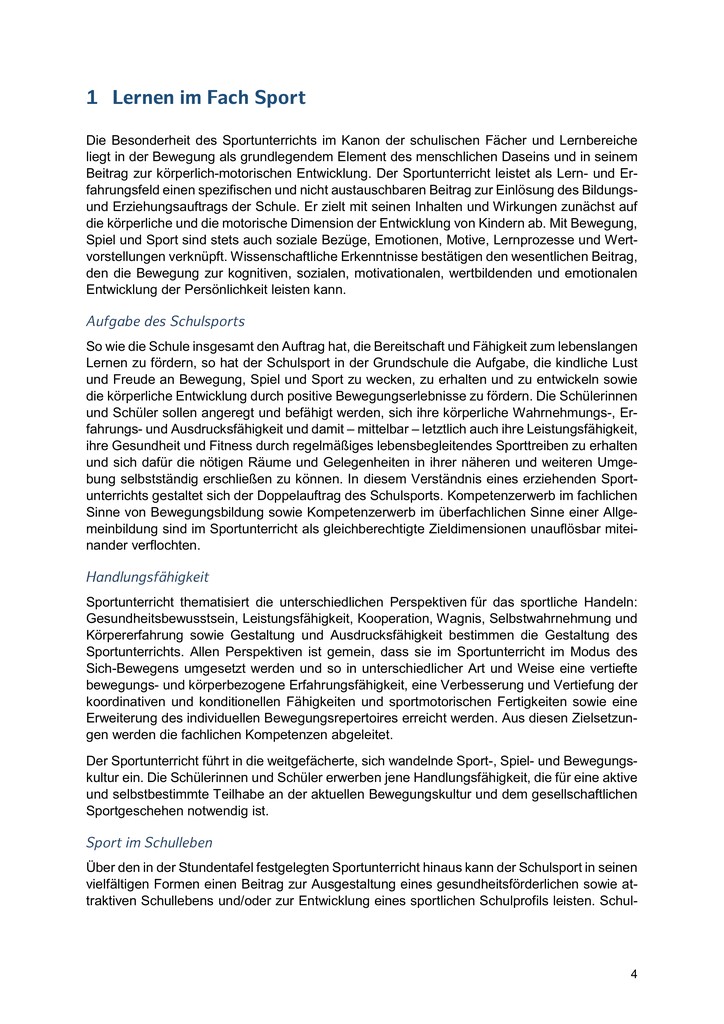 1 Lernen im Fach Sport
Die Besonderheit des Sportunterrichts im Kanon der schulischen Fächer und Lernbereiche
liegt in der Bewegung als grundlegendem Element des menschlichen Daseins und in seinem
Beitrag zur körperlich-motorischen Entwicklung. Der Sportunterricht leistet als Lern- und Er-
fahrungsfeld einen spezifischen und nicht austauschbaren Beitrag zur Einlösung des Bildungs-
und Erziehungsauftrags der Schule. Er zielt mit seinen Inhalten und Wirkungen zunächst auf
die körperliche und die motorische Dimension der Entwicklung von Kindern ab. Mit Bewegung,
Spiel und Sport sind stets auch soziale Bezüge, Emotionen, Motive, Lernprozesse und Wert-
vorstellungen verknüpft. Wissenschaftliche Erkenntnisse bestätigen den wesentlichen Beitrag,
den die Bewegung zur kognitiven, sozialen, motivationalen, wertbildenden und emotionalen
Entwicklung der Persönlichkeit leisten kann.
Aufgabe des Schulsports
So wie die Schule insgesamt den Auftrag hat, die Bereitschaft und Fähigkeit zum lebenslangen
Lernen zu fördern, so hat der Schulsport in der Grundschule die Aufgabe, die kindliche Lust
und Freude an Bewegung, Spiel und Sport zu wecken, zu erhalten und zu entwickeln sowie
die körperliche Entwicklung durch positive Bewegungserlebnisse zu fördern. Die Schülerinnen
und Schüler sollen angeregt und befähigt werden, sich ihre körperliche Wahrnehmungs-, Er-
fahrungs- und Ausdrucksfähigkeit und damit – mittelbar – letztlich auch ihre Leistungsfähigkeit,
ihre Gesundheit und Fitness durch regelmäßiges lebensbegleitendes Sporttreiben zu erhalten
und sich dafür die nötigen Räume und Gelegenheiten in ihrer näheren und weiteren Umge-
bung selbstständig erschließen zu können. In diesem Verständnis eines erziehenden Sport-
unterrichts gestaltet sich der Doppelauftrag des Schulsports. Kompetenzerwerb im fachlichen
Sinne von Bewegungsbildung sowie Kompetenzerwerb im überfachlichen Sinne einer Allge-
meinbildung sind im Sportunterricht als gleichberechtigte Zieldimensionen unauflösbar mitei-
nander verflochten.
Handlungsfähigkeit
Sportunterricht thematisiert die unterschiedlichen Perspektiven für das sportliche Handeln:
Gesundheitsbewusstsein, Leistungsfähigkeit, Kooperation, Wagnis, Selbstwahrnehmung und
Körpererfahrung sowie Gestaltung und Ausdrucksfähigkeit bestimmen die Gestaltung des
Sportunterrichts. Allen Perspektiven ist gemein, dass sie im Sportunterricht im Modus des
Sich-Bewegens umgesetzt werden und so in unterschiedlicher Art und Weise eine vertiefte
bewegungs- und körperbezogene Erfahrungsfähigkeit, eine Verbesserung und Vertiefung der
koordinativen und konditionellen Fähigkeiten und sportmotorischen Fertigkeiten sowie eine
Erweiterung des individuellen Bewegungsrepertoires erreicht werden. Aus diesen Zielsetzun-
gen werden die fachlichen Kompetenzen abgeleitet.
Der Sportunterricht führt in die weitgefächerte, sich wandelnde Sport-, Spiel- und Bewegungs-
kultur ein. Die Schülerinnen und Schüler erwerben jene Handlungsfähigkeit, die für eine aktive
und selbstbestimmte Teilhabe an der aktuellen Bewegungskultur und dem gesellschaftlichen
Sportgeschehen notwendig ist.
Sport im Schulleben
Über den in der Stundentafel festgelegten Sportunterricht hinaus kann der Schulsport in seinen
vielfältigen Formen einen Beitrag zur Ausgestaltung eines gesundheitsförderlichen sowie at-
traktiven Schullebens und/oder zur Entwicklung eines sportlichen Schulprofils leisten. Schul-
4